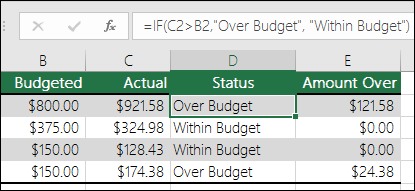 fx =IF(C2>B2,"Over Budget", "Within Budget")
B C D E
Budgeted Actual Status Amount Over
$800.00 $921.58 Over Budget $121.58
$375.00 $324.98 Within Budget $0.00
$150.00 $128.43 Within Budget $0.00
$150.00 $174.38 Over Budget $24.38